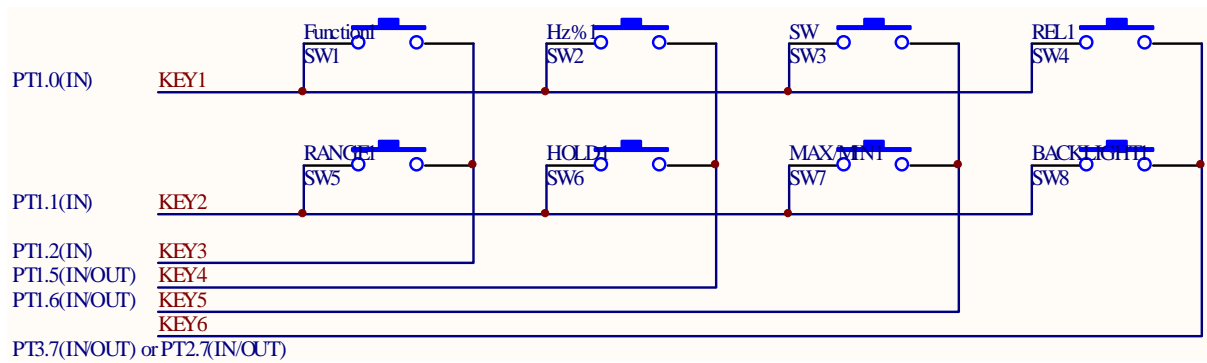 Function1 Hz%1 SW REL1
SW1 SW2 SW3 SW4
PT1.0(IN) KEY1
RANGE1 HOLD1 MAX/MIN1 BACKLIGHT1
SW5 SW6 SW7 SW8
PT1.1(IN) KEY2
PT1.2(IN) KEY3
PT1.5(IN/OUT) KEY4
PT1.6(IN/OUT) KEY5
KEY6
PT3.7(IN/OUT) or PT2.7(IN/OUT)